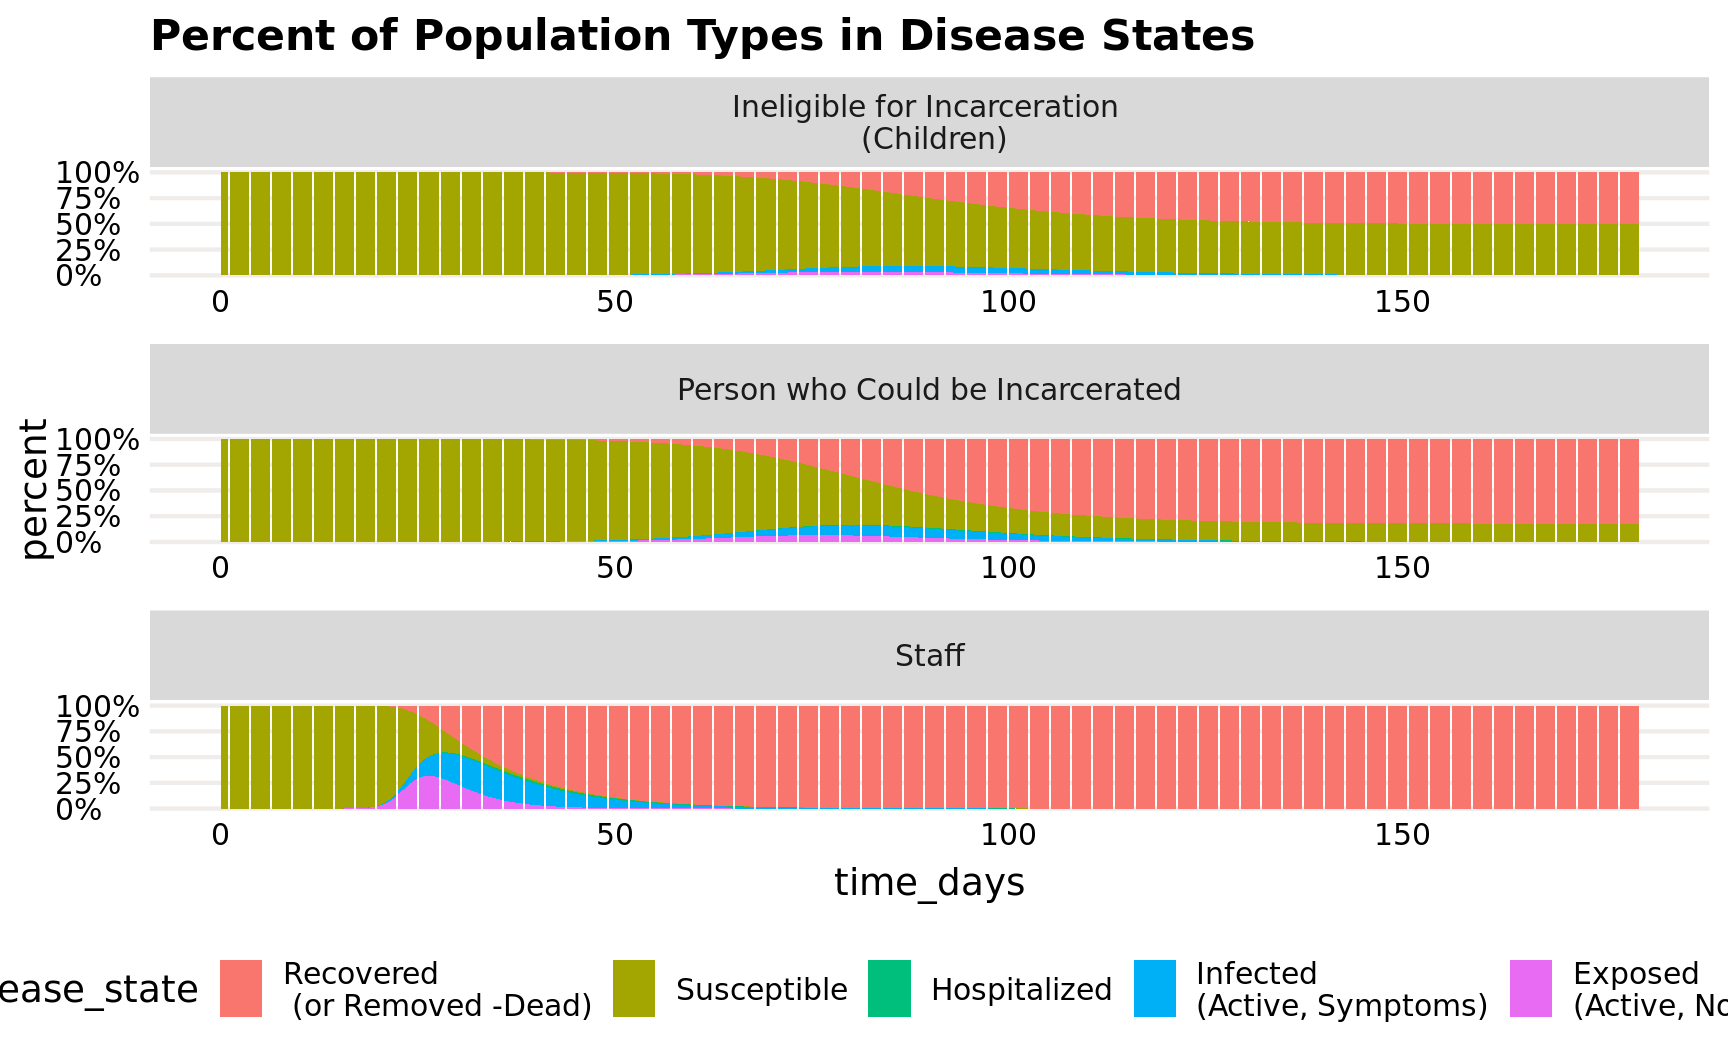 Percent of Population Types in Disease States
Ineligible for Incarceration
(Children)
100%
75%
50%
25%
0%
0 50 100 150
Person who Could be Incarcerated
percent
100%
75%
50%
25%
0%
0 50 100 150
Staff
100%
75%
50%
25%
0%
0 50 100 150
time_days
ease_state
Recovered
(or Removed -Dead)
Susceptible
Hospitalized
Infected
(Active, Symptoms)
Exposed
(Active,